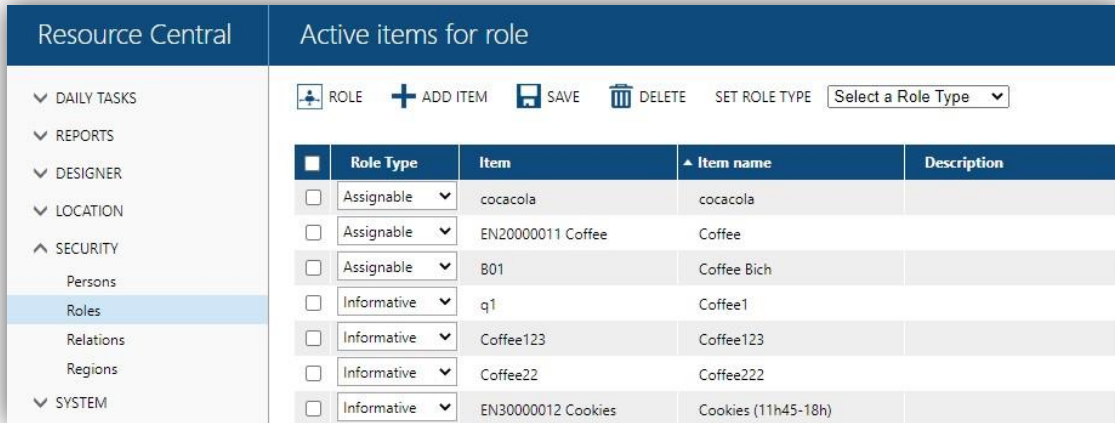 Resource Central
Active items for role
DAILY TASKS
REPORTS
DESIGNER
LOCATION
SECURITY
Persons
Roles
Relations
Regions
SYSTEM
ROLE ADD ITEM SAVE DELETE SET ROLE TYPE Select a Role Type
Role Type Item Item name Description
Assignable cocacola cocacola
Assignable EN20000011 Coffee Coffee
Assignable B01 Coffee Bich
Informative q1 Coffee1
Informative Coffee123 Coffee123
Informative Coffee22 Coffee222
Informative EN30000012 Cookies Cookies (11h45-18h)